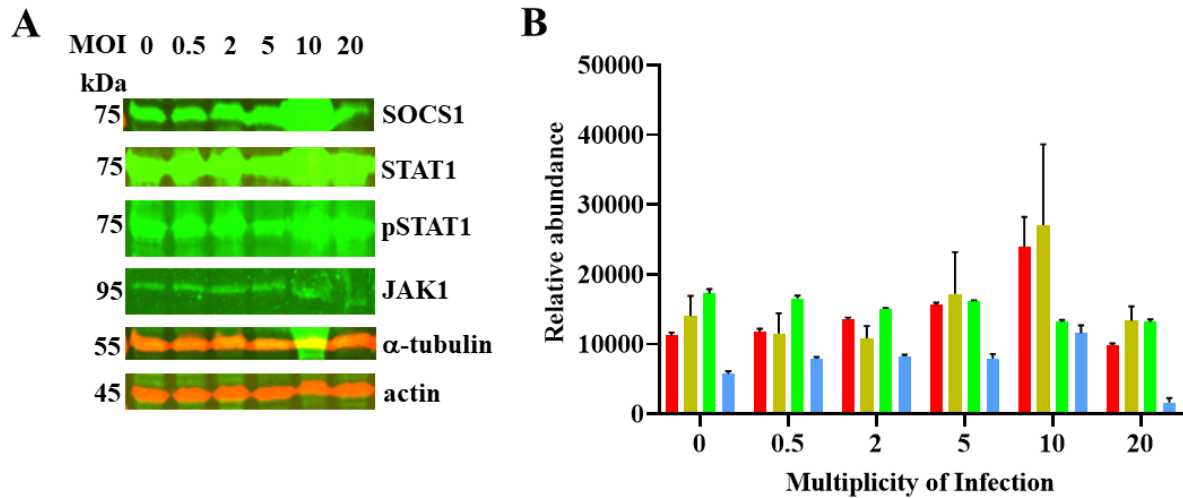 A
MOI 0 0.5 2 5 10 20
kDa
75 SOCS1
75 STAT1
75 pSTAT1
95 JAK1
55 α-tubulin
45 actin
B
Relative abundance
50000
40000
30000
20000
10000
0
0 0.5 2 5 10 20
Multiplicity of Infection